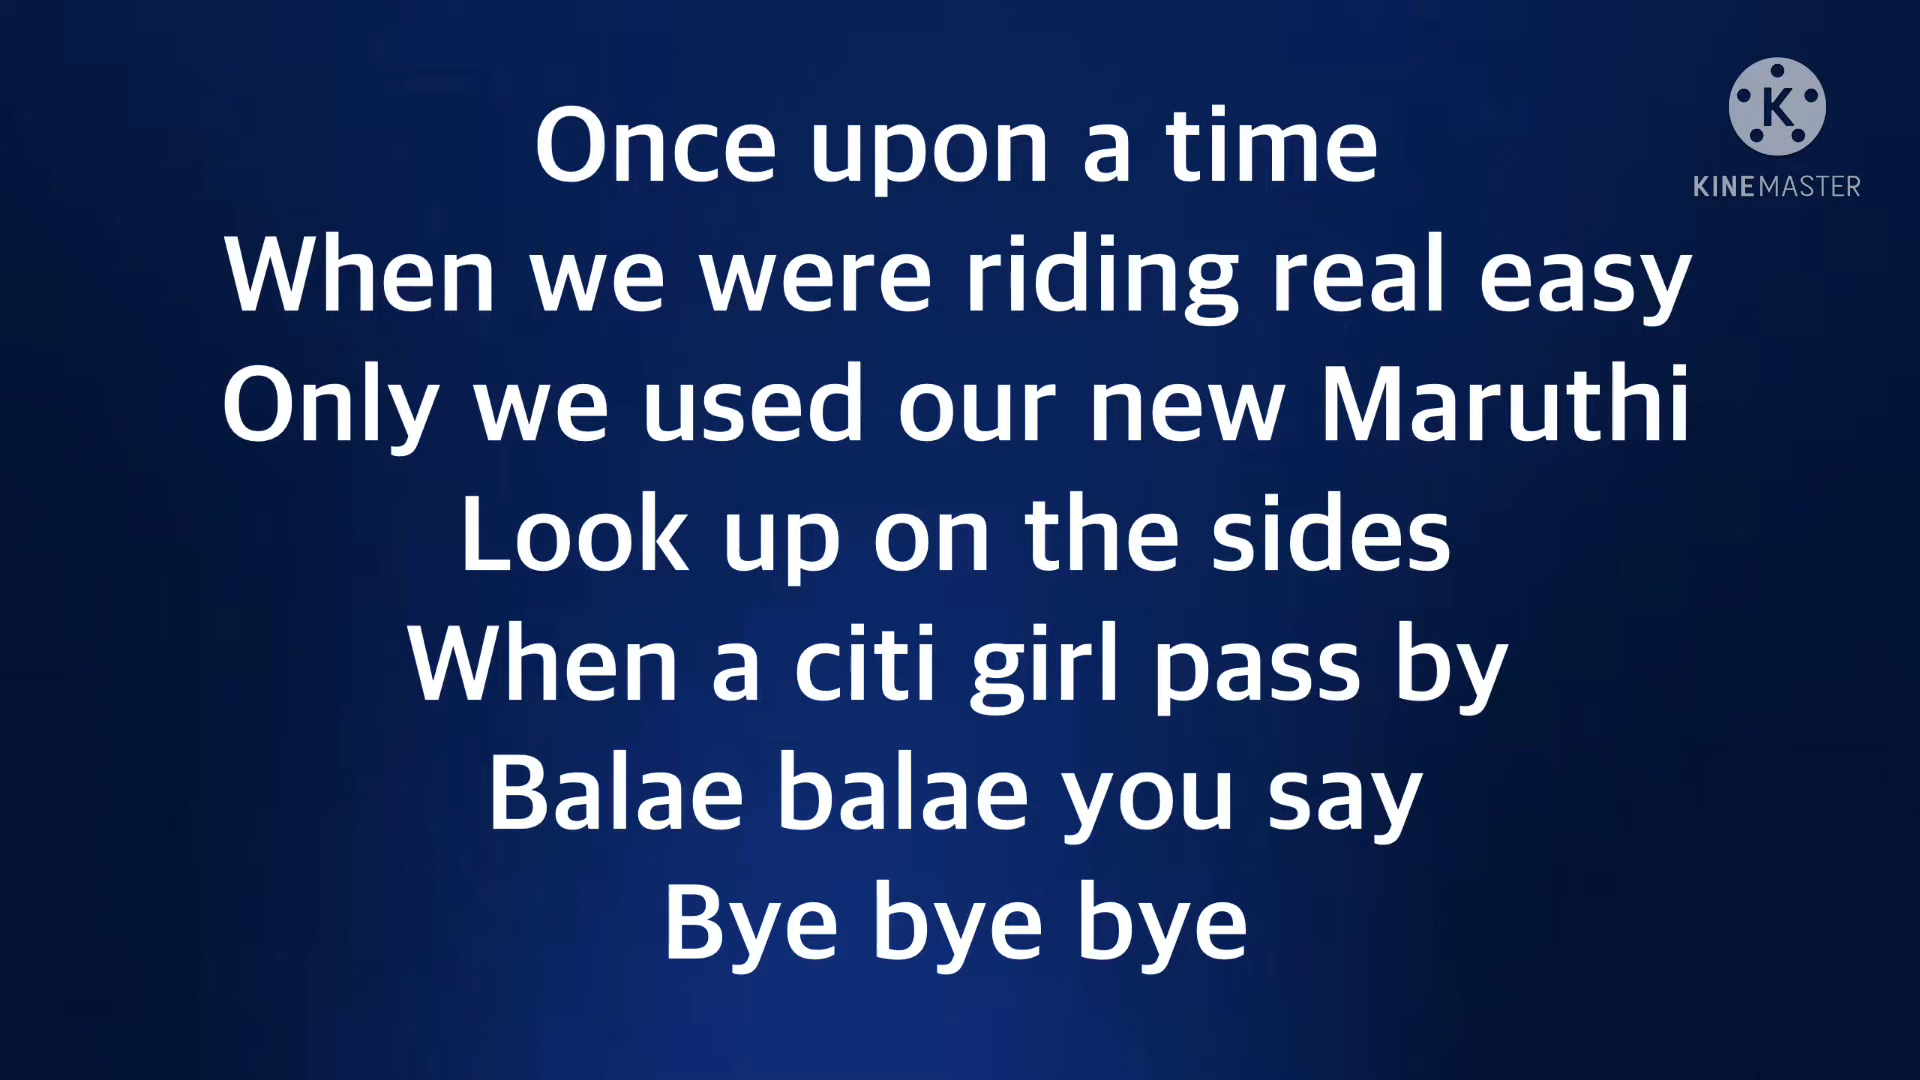 Once upon a time
When we were riding real easy
Only we used our new Maruthi
Look up on the sides
When a citi girl pass by
Balae balae you say
Bye bye bye
K
KINEMASTER